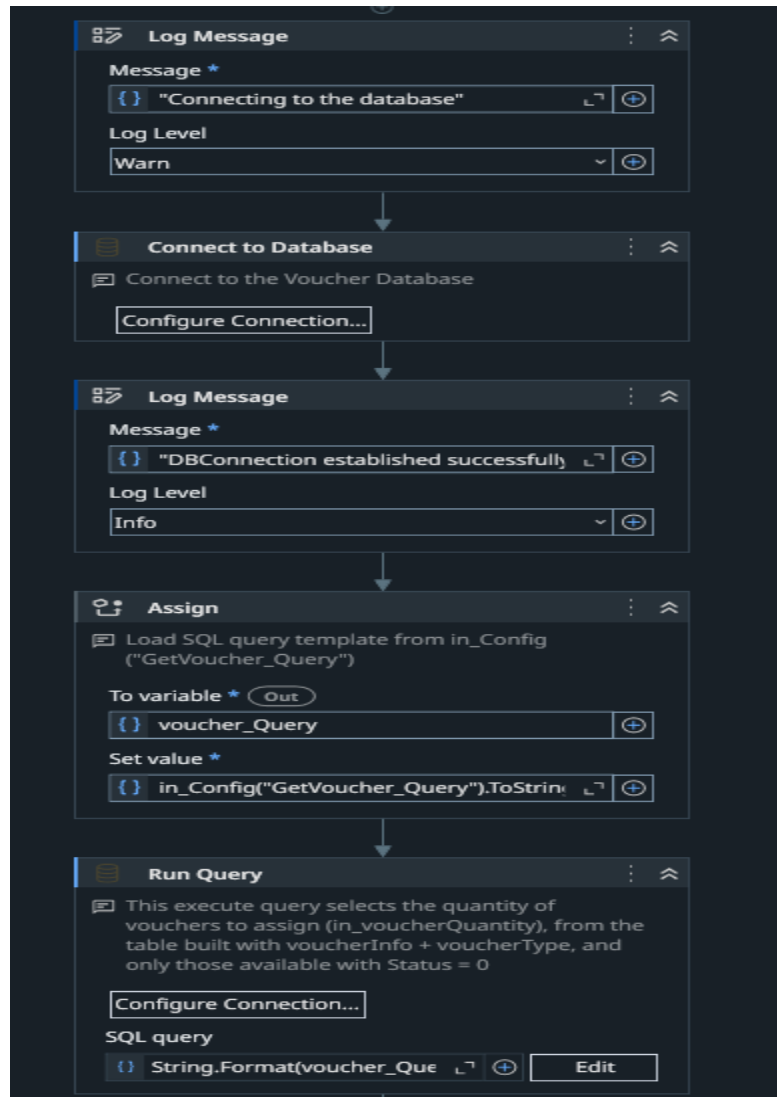 Log Message
Message *
"Connecting to the database"
Log Level
Warn
Connect to Database
Connect to the Voucher Database
Configure Connection...
Log Message
Message *
"DBConnection established successfully
Log Level
Info
Assign
Load SQL query template from in_Config
("GetVoucher_Query")
To variable * Out
voucher_Query
Set value *
in_Config("GetVoucher_Query").ToString
Run Query
This execute query selects the quantity of
vouchers to assign (in_voucherQuantity), from the
table built with voucherInfo + voucherType, and
only those available with Status = 0
Configure Connection...
SQL query
String.Format(voucher_Que
Edit